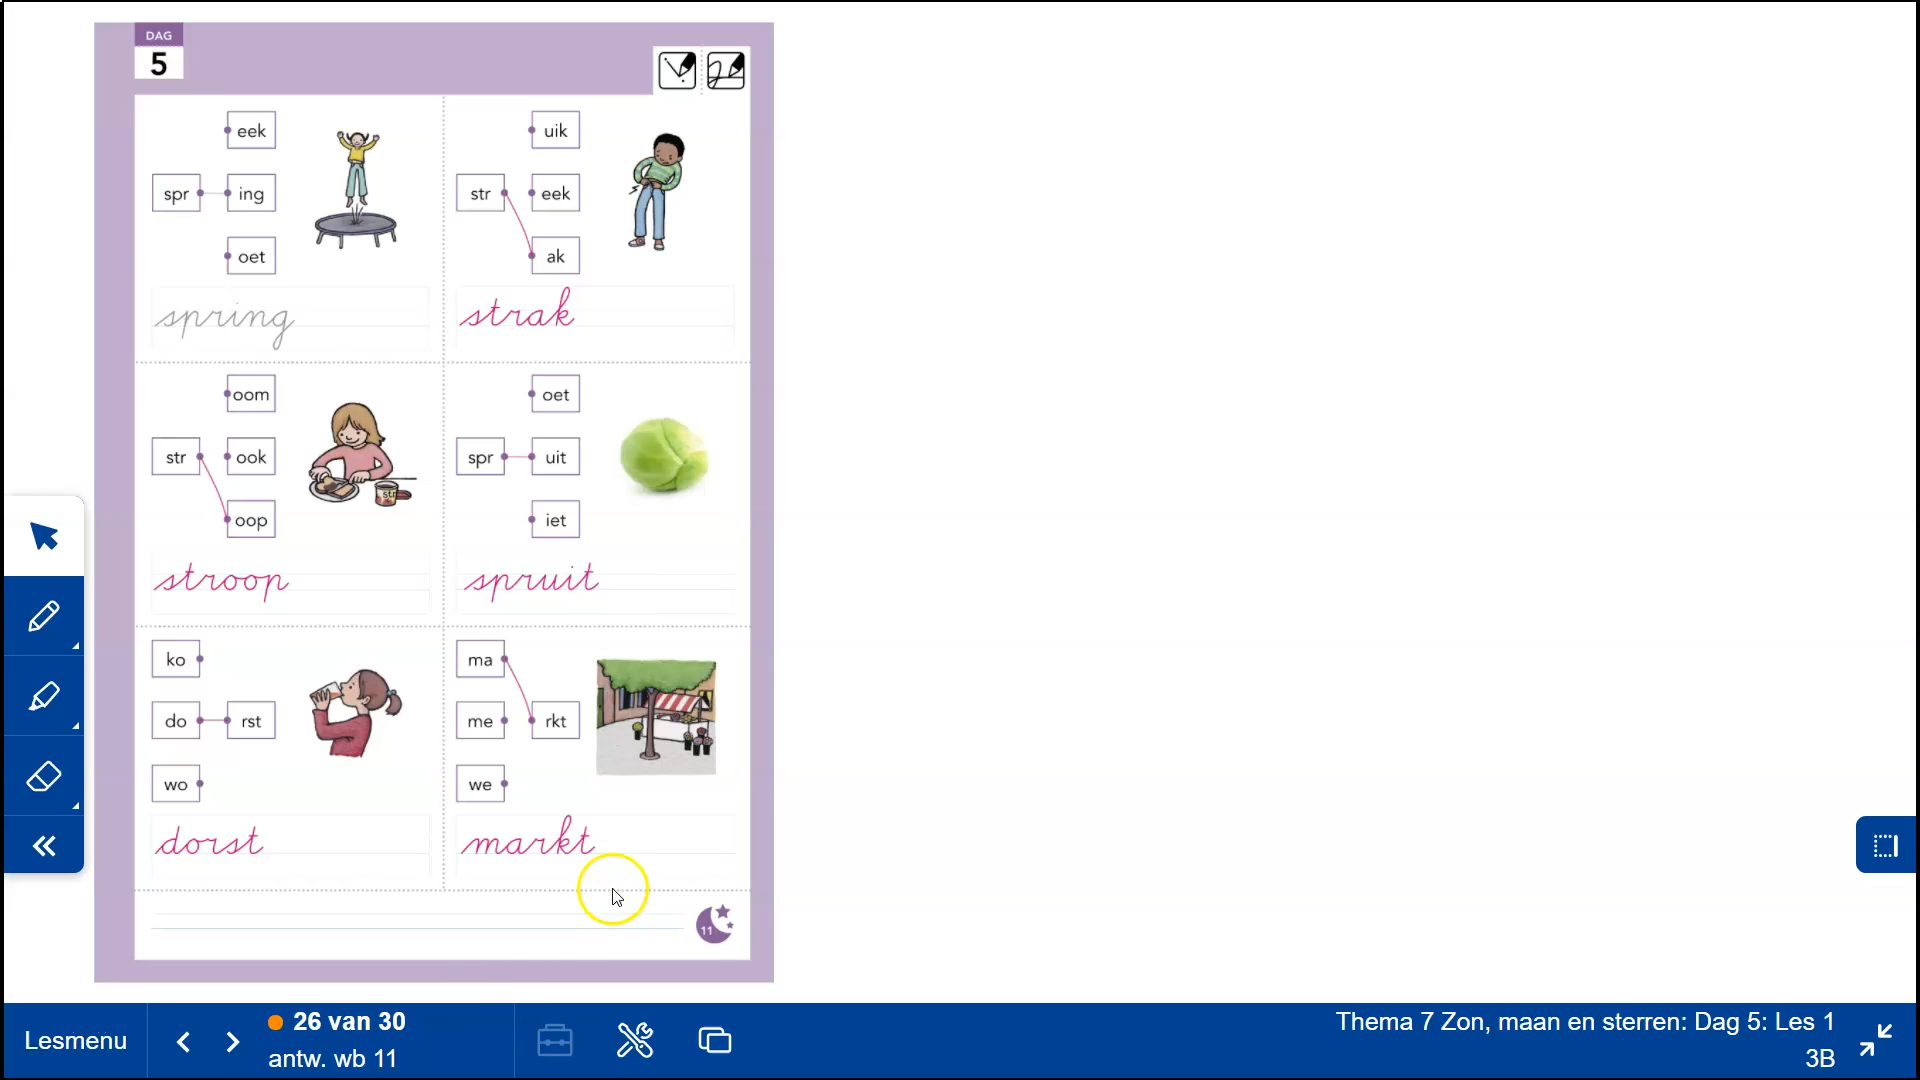 DAG
5
eek
spr
ing
oet
spring
uik
str
eek
ak
strak
oom
str
ook
oop
str
stroop
oet
spr
uit
iet
spruit
ko
do
rst
wo
dorst
ma
me
rkt
we
markt
11
Lesmenu
26 van 30
antw. wb 11
Thema 7 Zon, maan en sterren: Dag 5: Les 1
3B